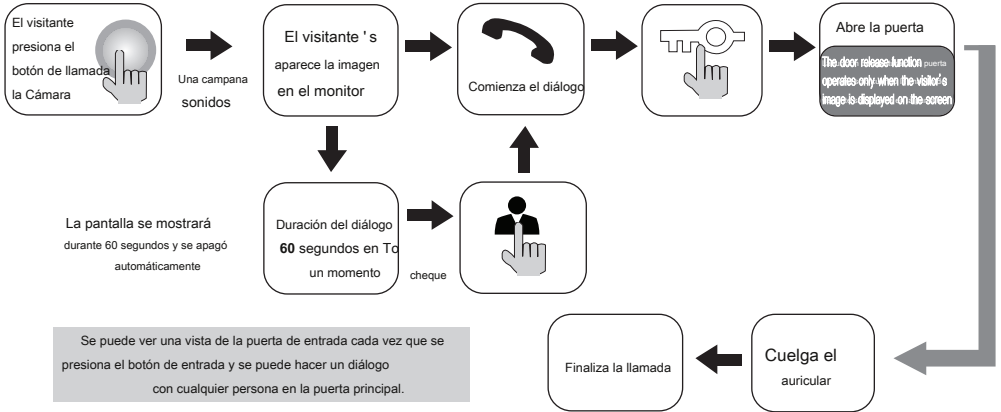 El visitante
presiona el
botón de llamada
la Cámara
Una campana
sonidos
El visitante ' s
aparece la imagen
en el monitor
Comienza el diálogo
Abre la puerta
The door release function puerta
operates only when the visitor's
image is displayed on the screen
La pantalla se mostrará
durante 60 segundos y se apagó
automáticamente
Duración del diálogo
60 segundos en To
un momento
cheque
Se puede ver una vista de la puerta de entrada cada vez que se
presiona el botón de entrada y se puede hacer un diálogo
con cualquier persona en la puerta principal.
Finaliza la llamada
Cuelga el
auricular